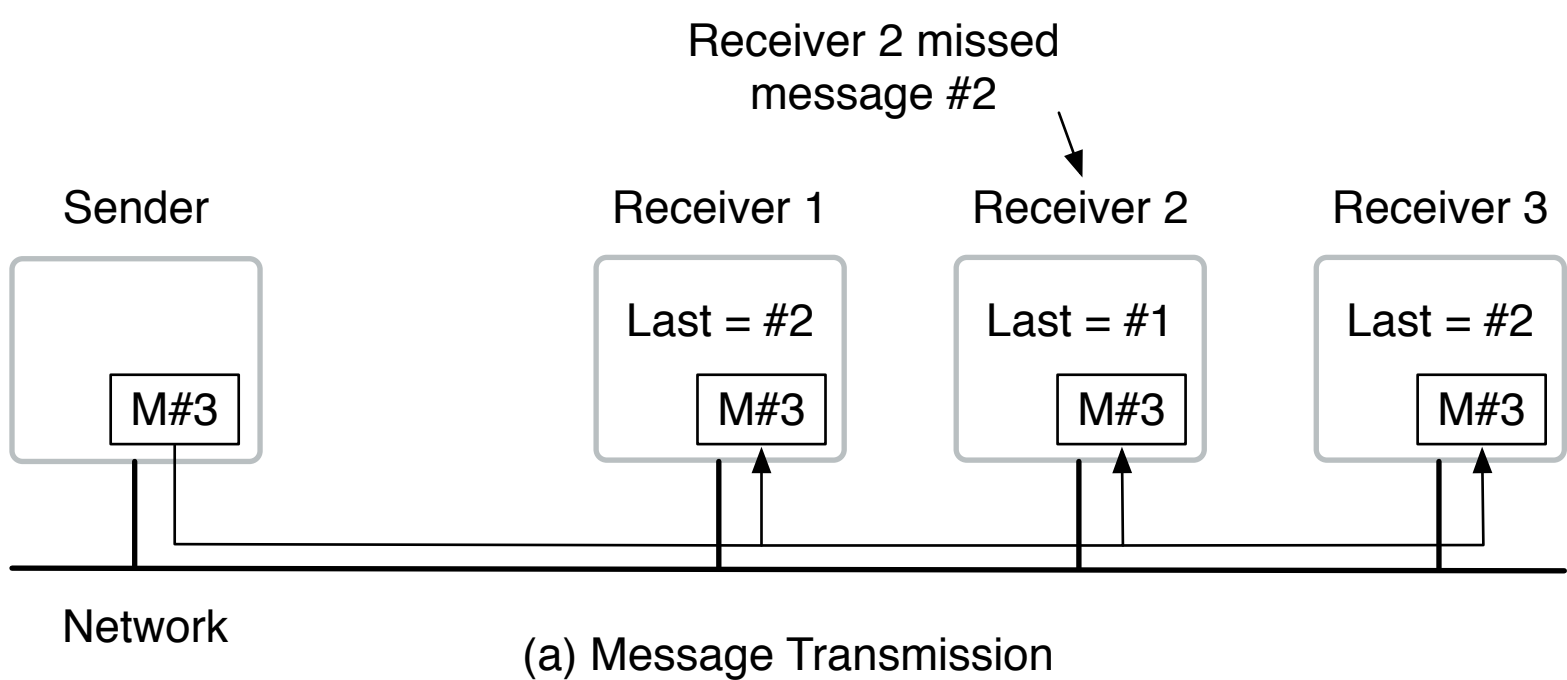 Receiver 2 missed
message #2
Sender
Receiver 1
Receiver 2
Receiver 3
Last = #2
Last = #1
Last = #2
M#3
M#3
M#3
M#3
Network
(a) Message Transmission